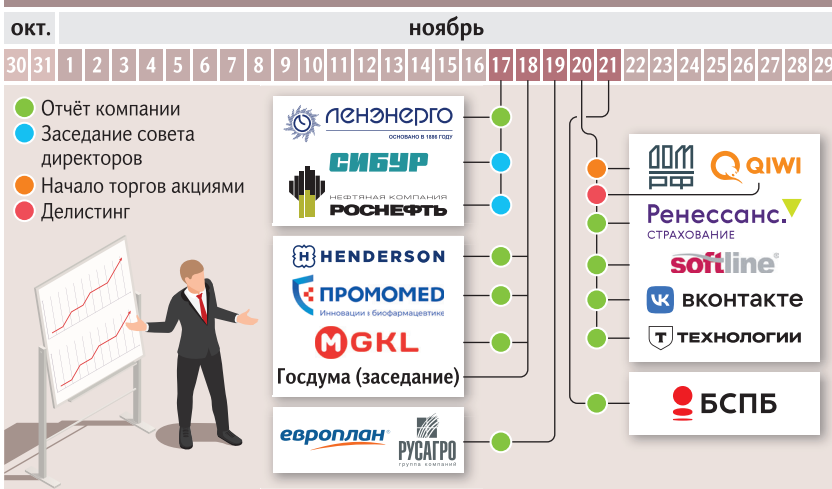 окт.
ноябрь
30 31 1 2 3 4 5 6 7 8 9 10 11 12 13 14 15 16 17 18 19 20 21 22 23 24 25 26 27 28 29
Отчёт компании
Заседание совета
директоров
Начало торгов акциями
Делистинг
ЛЕНЭНЕРГО
ОСНОВАНО В 1886 ГОДУ
СИБУР
НЕФТЯНАЯ КОМПАНИЯ
РОСНЕФТЬ
H HENDERSON
ПРОМОМЕД
Инновации в биофармацевтике
MGKL
Госдума (заседание)
европлан
РУСАГРО
группа компаний
ДОМ
РФ
QIWI
Ренессанс.
СТРАХОВАНИЕ
softline®
VK ВКОНТАКТЕ
Т ТЕХНОЛОГИИ
БСПБ